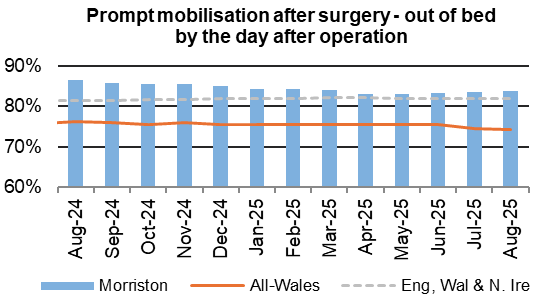 Prompt mobilisation after surgery - out of bed
by the day after operation
90%
80%
70%
60%
Aug-24
Sep-24
Oct-24
Nov-24
Dec-24
Jan-25
Feb-25
Mar-25
Apr-25
May-25
Jun-25
Jul-25
Aug-25
Morriston
All-Wales
Eng, Wal & N. Ire